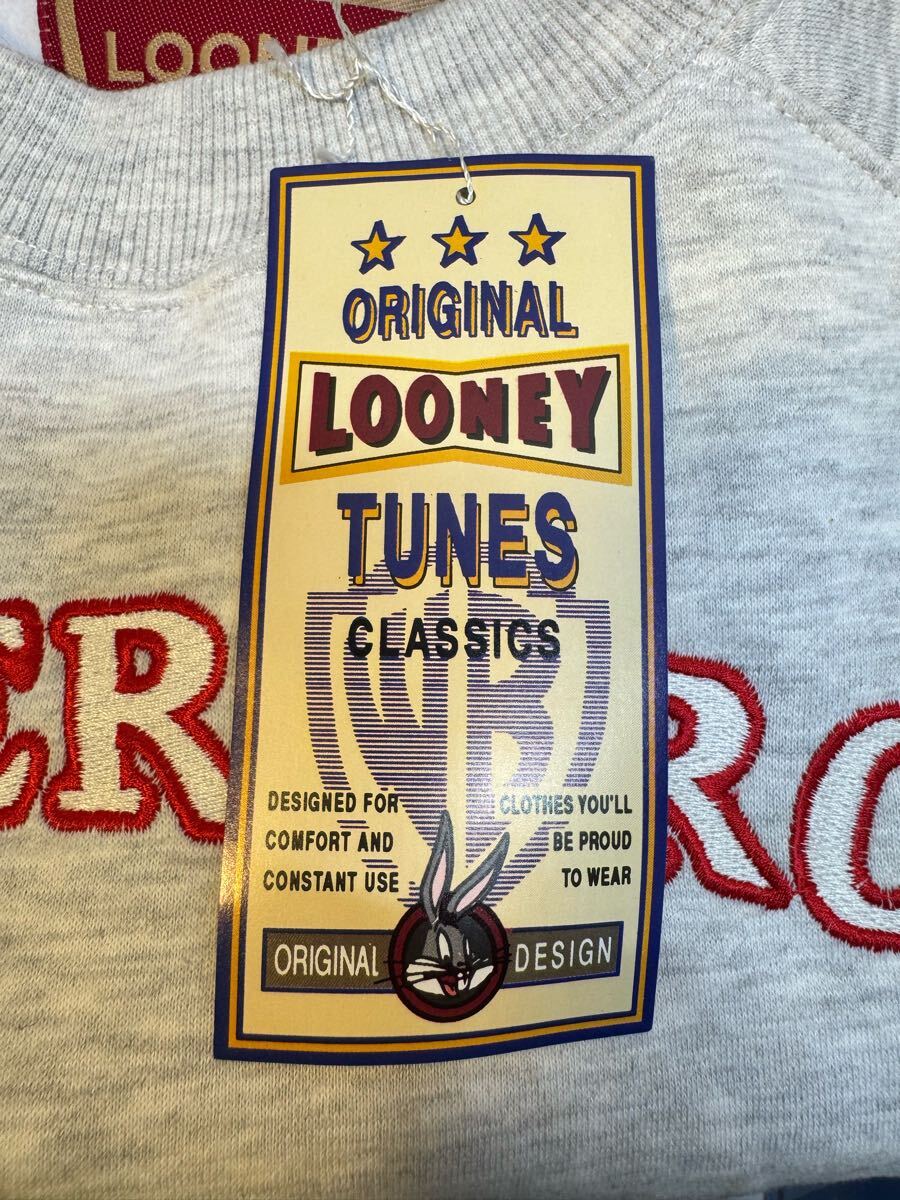 LOON
ORIGINAL
LOONEY
TUNES
CLASSICS
ER
RO
DESIGNED FOR
COMFORT AND
CONSTANT USE
CLOTHES YOU'LL
BE PROUD
TO WEAR
ORIGINAL
DESIGN